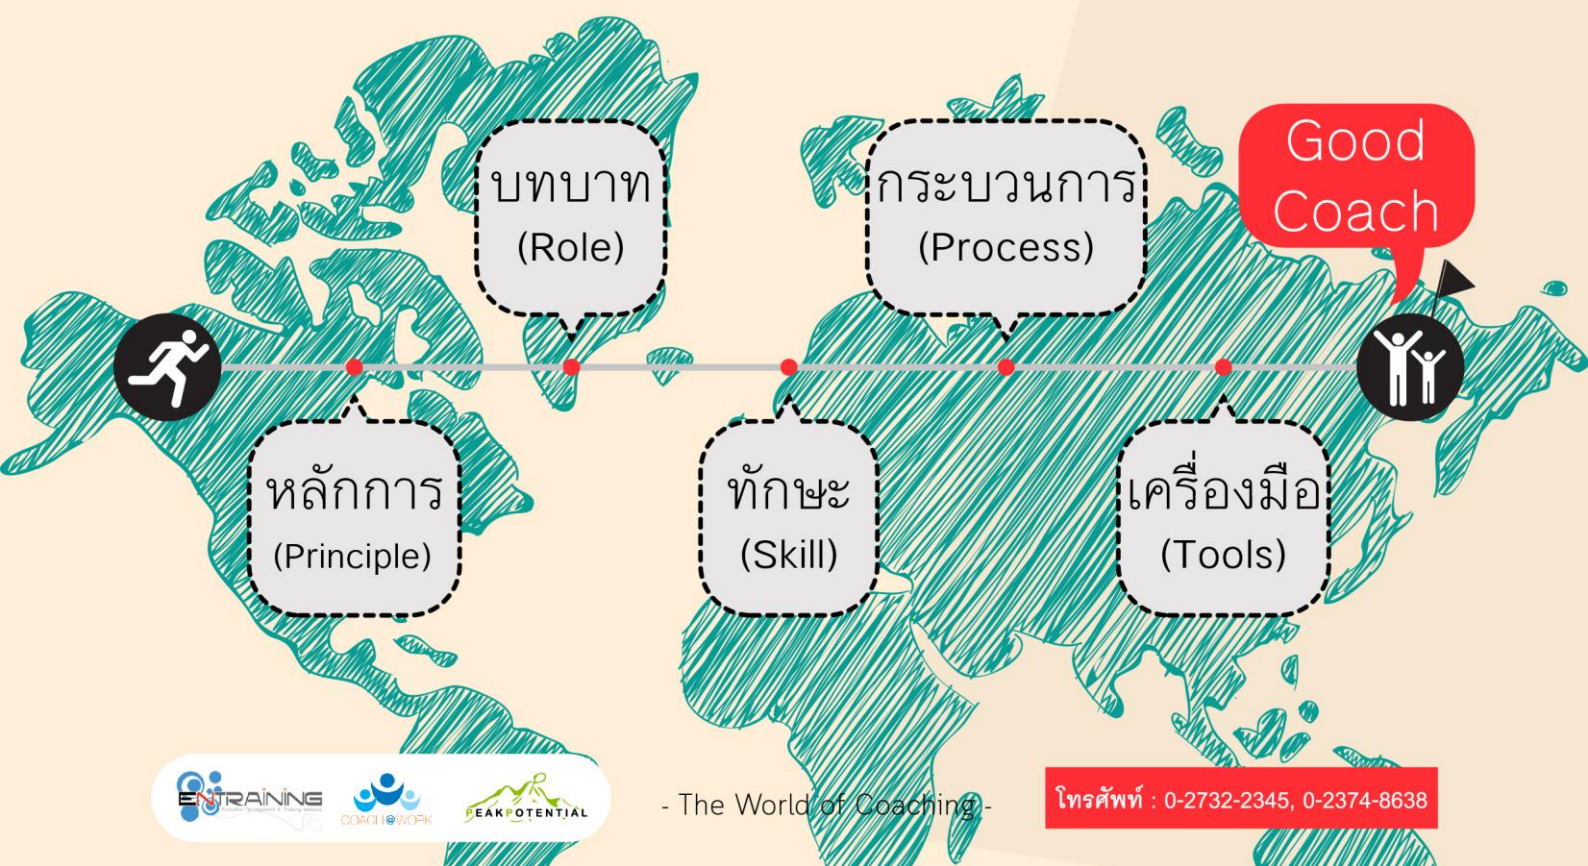 บทบาท
(Role)
กระบวนการ
(Process)
Good
Coach
หลักการ
(Principle)
ทักษะ
(Skill)
เครื่องมือ
(Tools)
ENTRAINING
COACH@WORK
PEAKPOTENTIAL
- The World of Coaching -
โทรศัพท์ : 0-2732-2345, 0-2374-8638